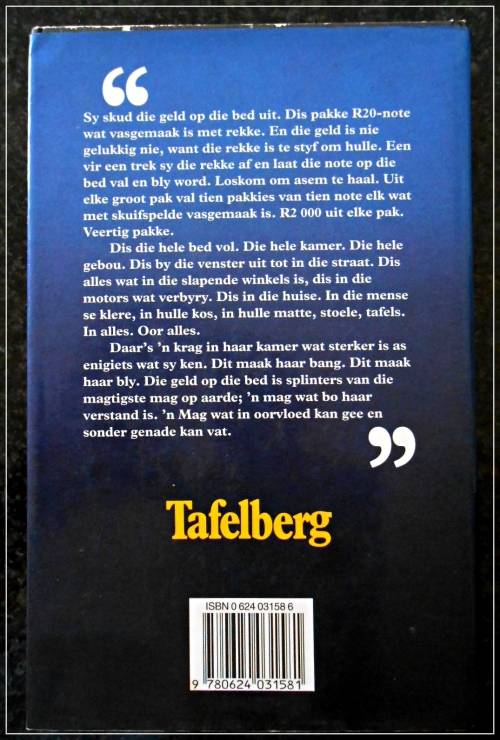 “
Sy skud die geld op die bed uit. Dis pakke R20-note
wat vasgemaak is met rekke. En die geld is nie
gelukkig nie, want die rekke is te styf om hulle. Een
vir een trek sy die rekke af en laat die note op die
bed val en bly word. Loskom om asem te haal. Uit
elke groot pak val tien pakkies van tien note elk wat
met skuifspelde vasgemaak is. R2 000 uit elke pak.
Veertig pakke.
Dis die hele bed vol. Die hele kamer. Die hele
gebou. Dis by die venster uit tot in die straat. Dis
alles wat in die slapende winkels is, dis in die
motors wat verbyry. Dis in die huise. In die mense
se klere, in hulle kos, in hulle matte, stoele, tafels.
In alles. Oor alles.
Daar's 'n krag in haar kamer wat sterker is as
enigiets wat sy ken. Dit maak haar bang. Dit maak
haar bly. Die geld op die bed is splinters van die
magtigste mag op aarde; 'n mag wat bo haar
verstand is. 'n Mag wat in oorvloed kan gee en
sonder genade kan vat.
”
Tafelberg
ISBN 0 624 03158 6
9 780624 031581